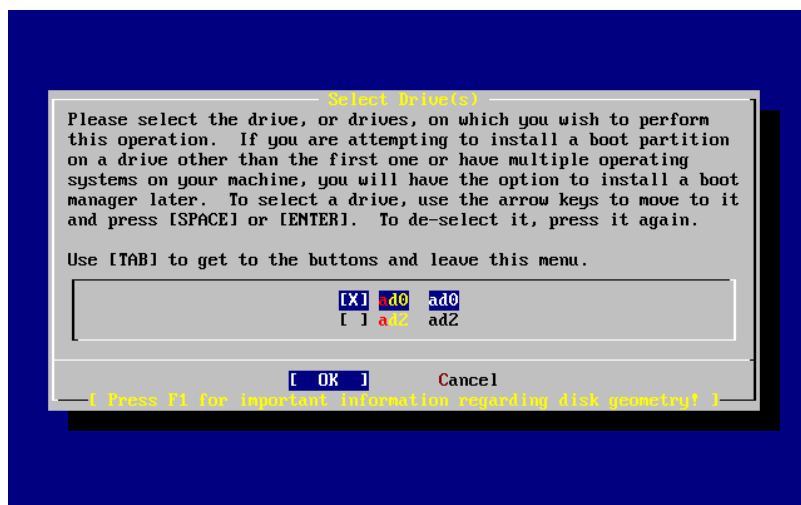 Select Drive(s)
Please select the drive, or drives, on which you wish to perform
this operation.  If you are attempting to install a boot partition
on a drive other than the first one or have multiple operating
systems on your machine, you will have the option to install a boot
manager later.  To select a drive, use the arrow keys to move to it
and press [SPACE] or [ENTER].  To de-select it, press it again.
Use [TAB] to get to the buttons and leave this menu.
[X] ad0  ad0
[ ] ad2  ad2
[  OK  ]       Cancel
[ Press F1 for important information regarding disk geometry! ]